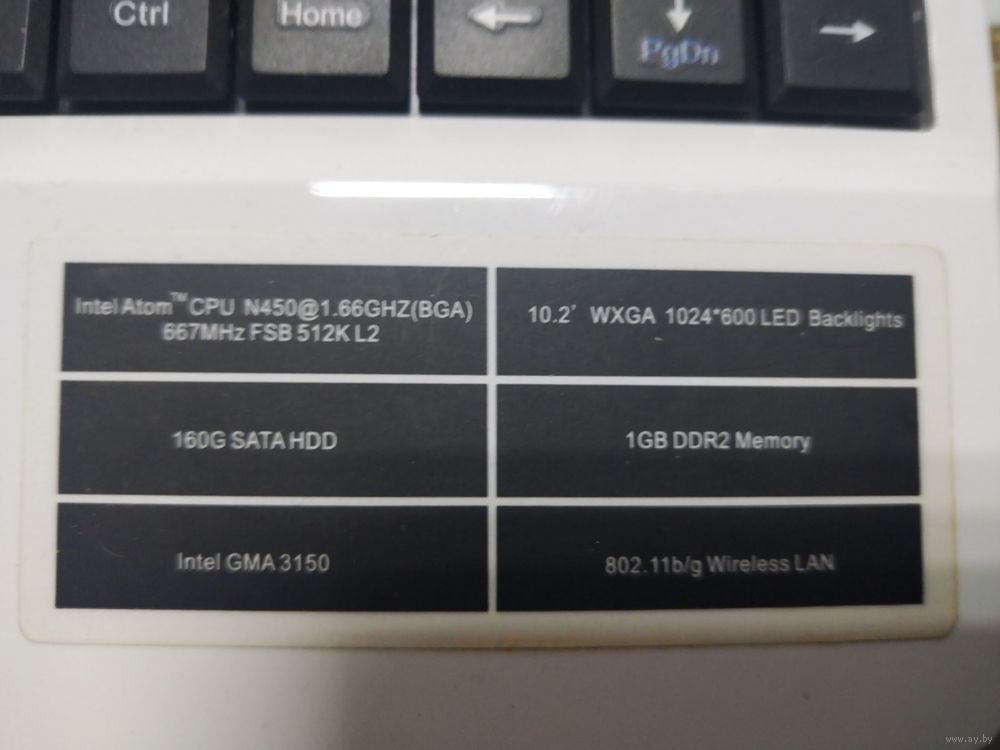 Ctrl
Home
←
↓
PgDn
→
Intel Atom™ CPU N450@1.66GHZ(BGA)
667MHz FSB 512K L2
10.2' WXGA 1024*600 LED Backlights
160G SATA HDD
1GB DDR2 Memory
Intel GMA 3150
802.11b/g Wireless LAN
www.ay.by